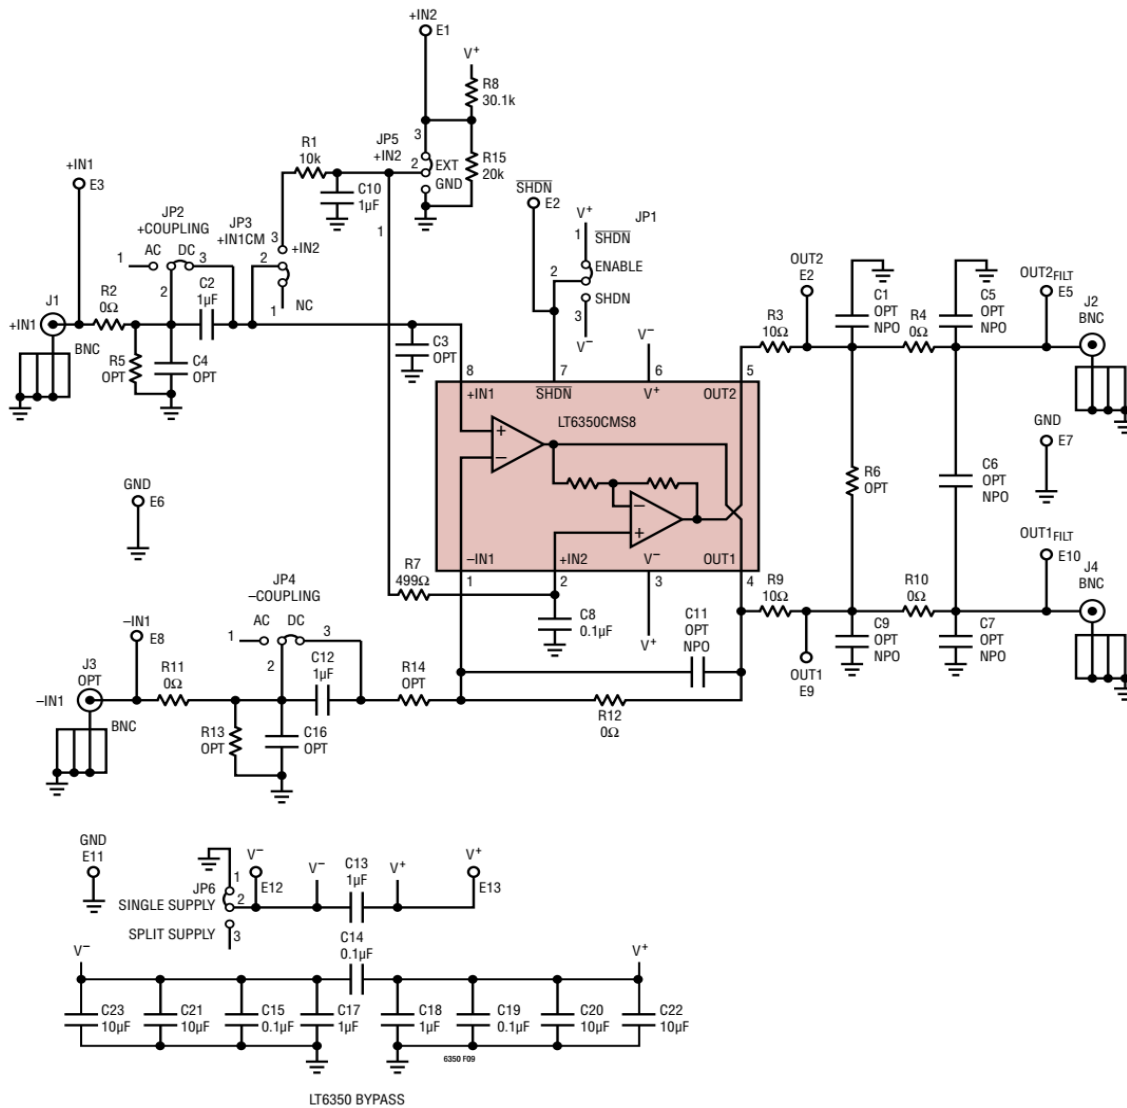 +IN2
E1
V+
R8
30.1k
R1
10k
JP5
+IN2
3
2
EXT
GND
R15
20k
C10
1µF
1
+IN1
E3
JP2
+COUPLING
1
AC
DC
3
2
JP3
+IN1CM
3
+IN2
2
1
NC
SHDN
E2
V+
JP1
1
SHDN
2
ENABLE
SHDN
3
V–
J1
+IN1
BNC
R2
0Ω
R5
OPT
C4
OPT
C2
1µF
C3
OPT
OUT2
E2
R3
10Ω
C1
OPT
NPO
R4
0Ω
C5
OPT
NPO
OUT2FILT
E5
J2
BNC
V–
8
7
6
5
+IN1
SHDN
V+
OUT2
LT6350CMS8
+
–
–
+
–IN1
+IN2
V–
OUT1
1
2
3
4
GND
E7
R6
OPT
C6
OPT
NPO
GND
E6
R7
499Ω
C8
0.1µF
V+
C11
OPT
NPO
R9
10Ω
OUT1
E9
C9
OPT
NPO
R10
0Ω
C7
OPT
NPO
OUT1FILT
E10
J4
BNC
–IN1
E8
JP4
–COUPLING
1
AC
DC
3
2
J3
OPT
–IN1
BNC
R11
0Ω
R13
OPT
C16
OPT
C12
1µF
R14
OPT
R12
0Ω
GND
E11
JP6
SINGLE SUPPLY
SPLIT SUPPLY
1
2
3
V–
E12
V–
C13
1µF
V+
V+
E13
V–
C14
0.1µF
V+
C23
10µF
C21
10µF
C15
0.1µF
C17
1µF
C18
1µF
C19
0.1µF
C20
10µF
C22
10µF
6350 F09
LT6350 BYPASS